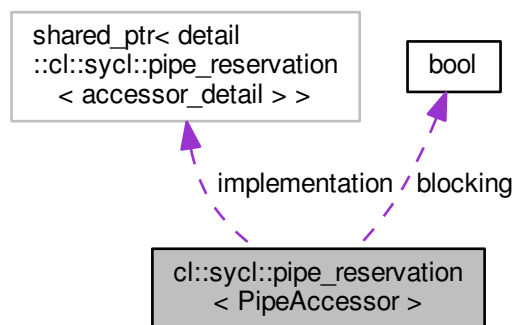 shared_ptr< detail
::cl::sycl::pipe_reservation
< accessor_detail > >
bool
implementation
blocking
cl::sycl::pipe_reservation
< PipeAccessor >